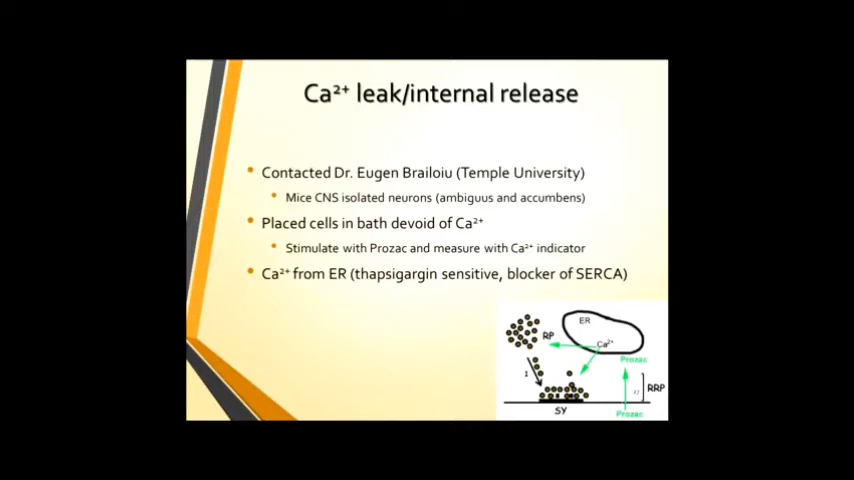 Ca²⁺ leak/internal release
• Contacted Dr. Eugen Brailoiu (Temple University)
• Mice CNS isolated neurons (ambiguus and accumbens)
• Placed cells in bath devoid of Ca²⁺
• Stimulate with Prozac and measure with Ca²⁺ indicator
• Ca²⁺ from ER (thapsigargin sensitive, blocker of SERCA)
ER
RP
Ca²⁺
Prozac
1
RRP
SY
Prozac